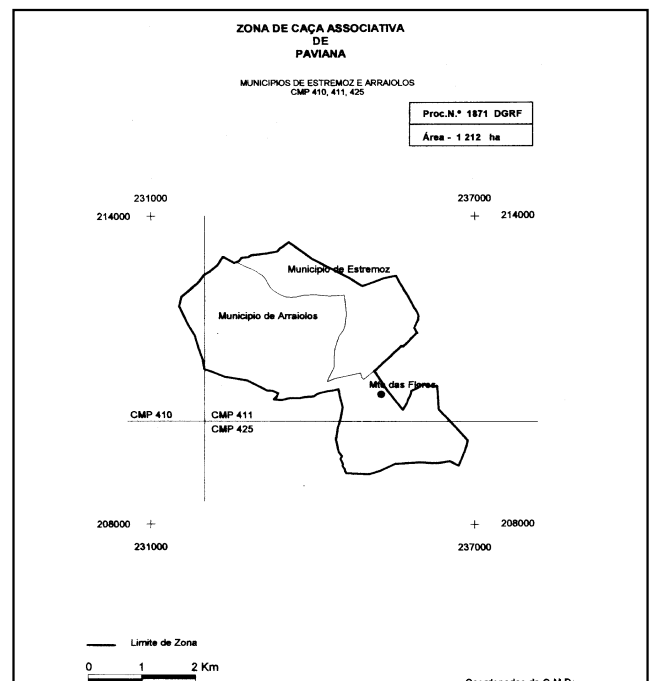 ZONA DE CAÇA ASSOCIATIVA
DE
PAVIANA
MUNICIPIOS DE ESTREMOZ E ARRAIOLOS
CMP 410, 411, 425
Proc.N.º 1871 DGRF
Área - 1 212 ha
231000
237000
214000
214000
Municipio de Estremoz
Municipio de Arraiolos
Mte das Flores
CMP 410
CMP 411
CMP 425
208000
208000
231000
237000
Limite de Zona
0 1 2 Km